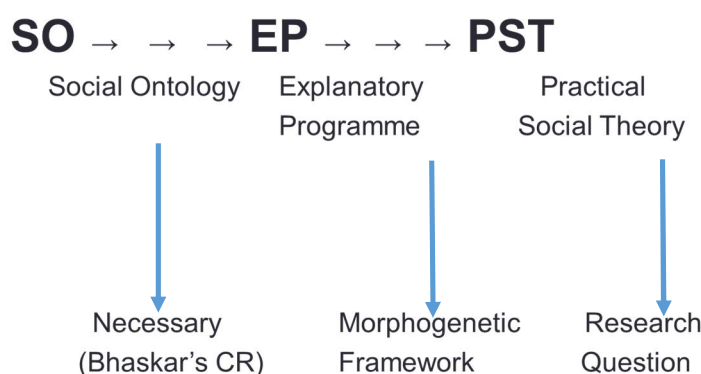 SO → → → EP → → → PST
Social Ontology Explanatory Practical
Programme Social Theory
Necessary Morphogenetic Research
(Bhaskar's CR) Framework Question